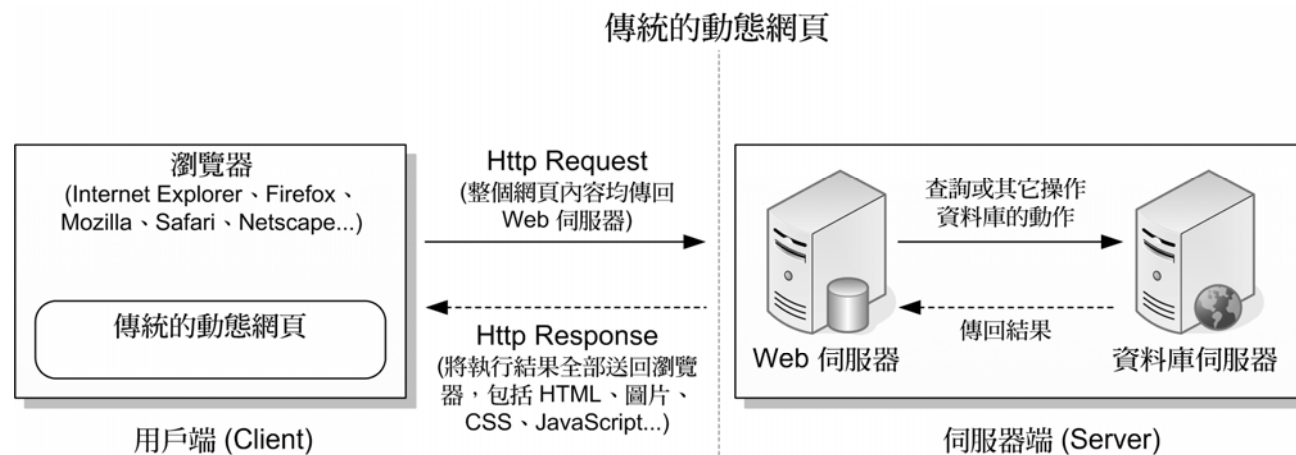 傳統的動態網頁
瀏覽器
(Internet Explorer、Firefox、
Mozilla、Safari、Netscape...)
傳統的動態網頁
用戶端 (Client)
Http Request
(整個網頁內容均傳回
Web 伺服器)
Http Response
(將執行結果全部送回瀏覽
器，包括 HTML、圖片、
CSS、JavaScript...)
查詢或其它操作
資料庫的動作
傳回結果
Web 伺服器
資料庫伺服器
伺服器端 (Server)